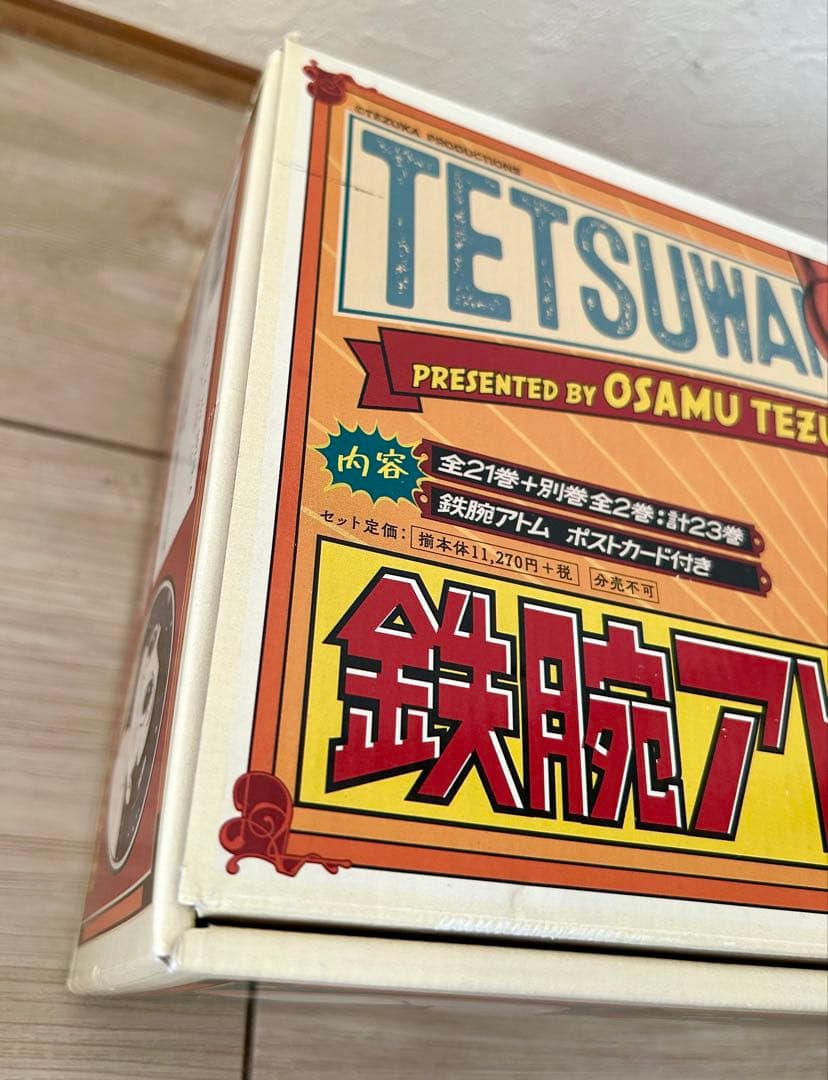 ©TEZUKA PRODUCTIONS
TETSUWA
PRESENTED BY OSAMU TEZU
内容
全21巻+別巻 全2巻:計23巻
鉄腕アトム ポストカード付き
セット定価: 揃本体11,270円+税 分売不可
鉄腕ア